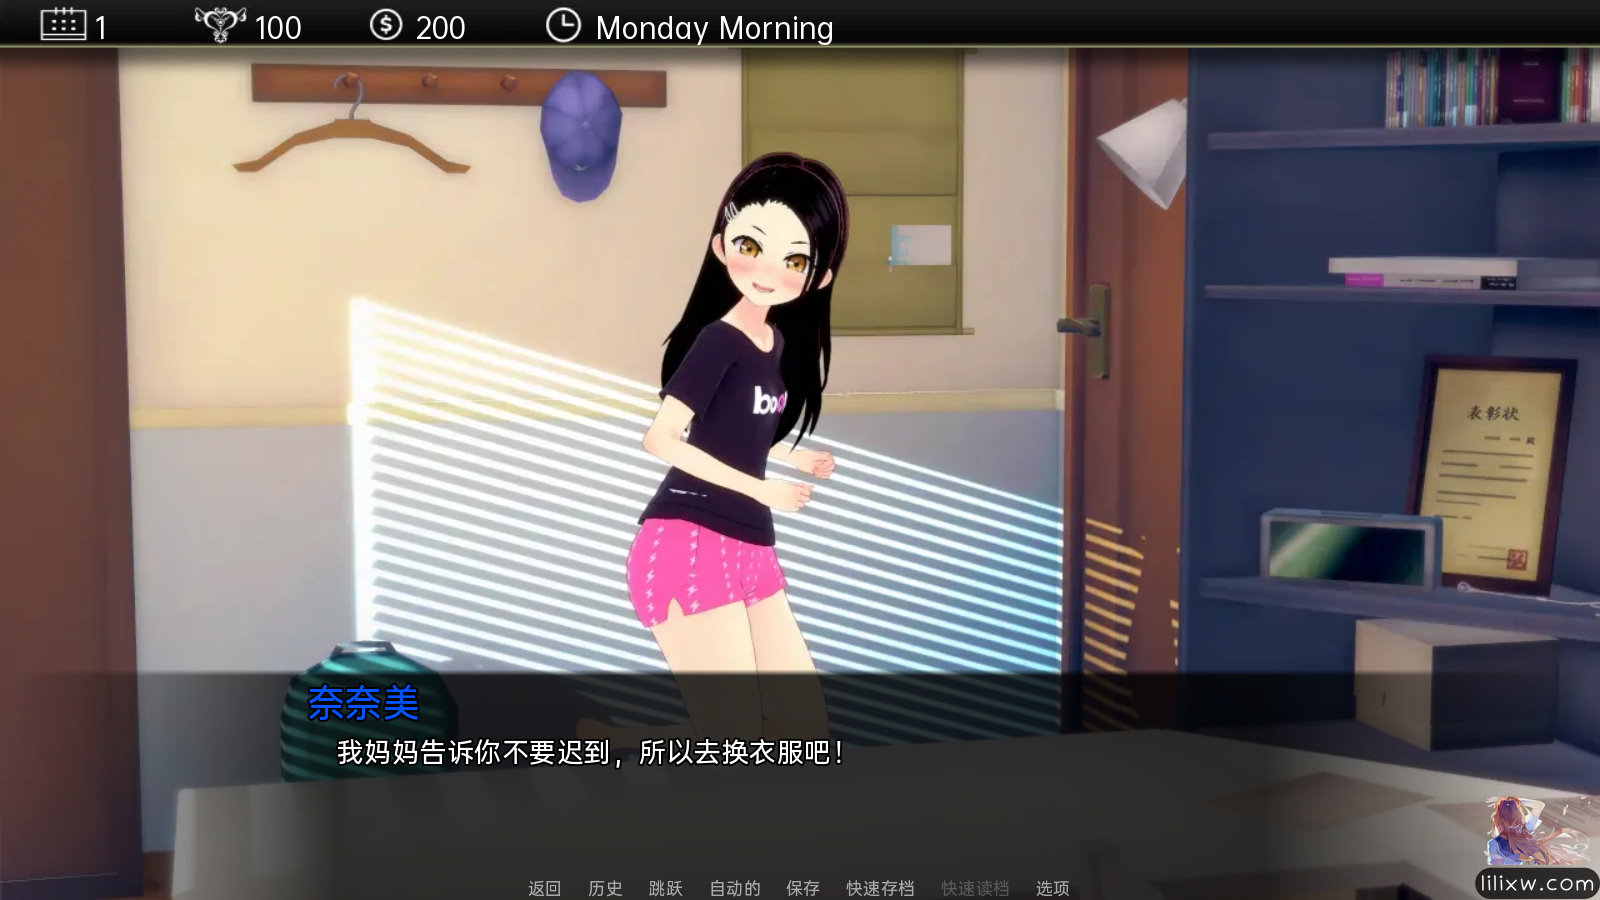 1 100 200 Monday Morning
表彰状
殿
奈奈美
我妈妈告诉你不要迟到，所以去换衣服吧！
返回 历史 跳跃 自动的 保存 快速存档 快速读档 选项
lilixw.com